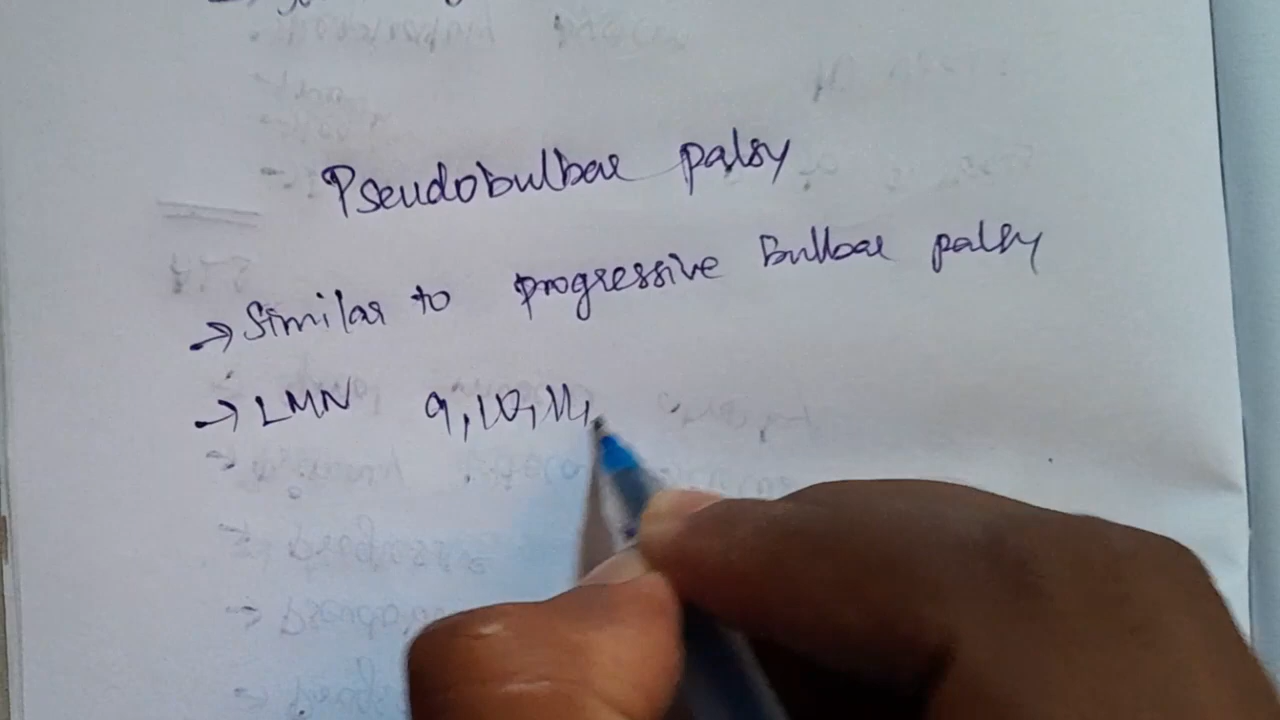 Pseudobulbar palsy
→ Similar to progressive Bulbar palsy
→ LMN 9, 10, 11,